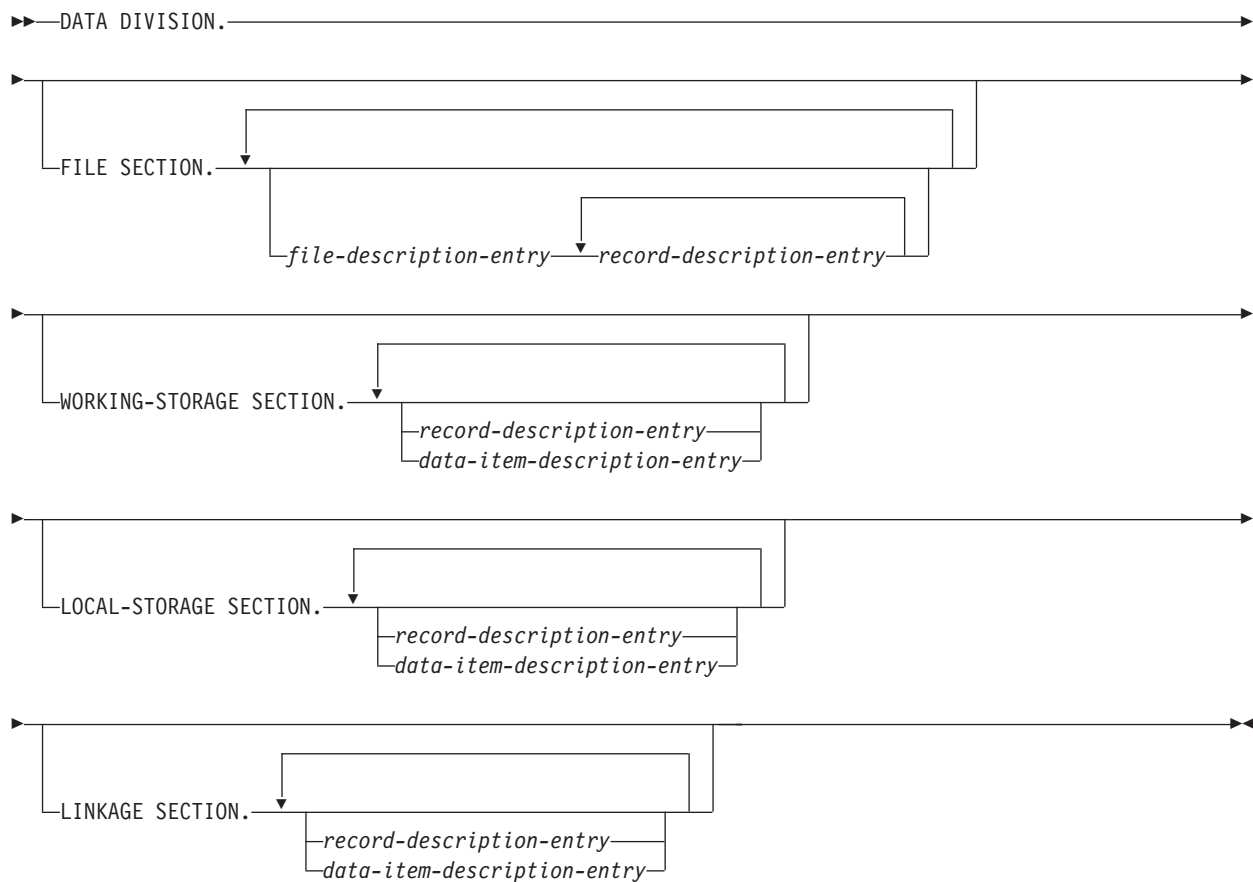 DATA DIVISION.
FILE SECTION.
file-description-entry record-description-entry
WORKING-STORAGE SECTION.
record-description-entry
data-item-description-entry
LOCAL-STORAGE SECTION.
record-description-entry
data-item-description-entry
LINKAGE SECTION.
record-description-entry
data-item-description-entry